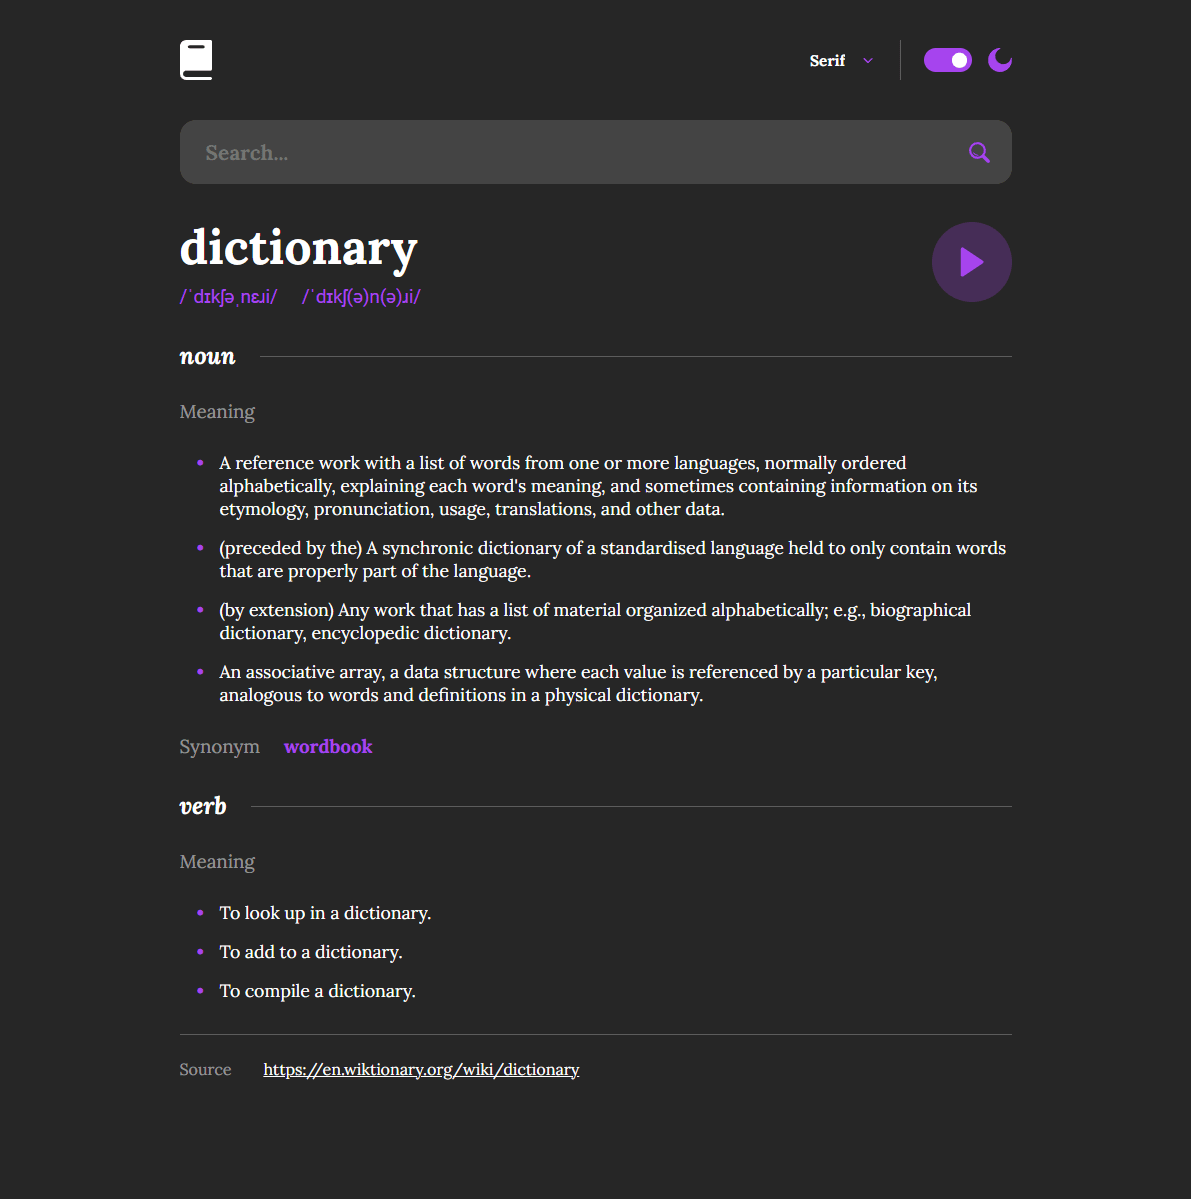 Serif
Search...
dictionary
/ˈdɪkʃəˌnɛɹi/ /ˈdɪkʃ(ə)n(ə)ɹi/
noun
Meaning
A reference work with a list of words from one or more languages, normally ordered
alphabetically, explaining each word's meaning, and sometimes containing information on its
etymology, pronunciation, usage, translations, and other data.
(preceded by the) A synchronic dictionary of a standardised language held to only contain words
that are properly part of the language.
(by extension) Any work that has a list of material organized alphabetically; e.g., biographical
dictionary, encyclopedic dictionary.
An associative array, a data structure where each value is referenced by a particular key,
analogous to words and definitions in a physical dictionary.
Synonym wordbook
verb
Meaning
To look up in a dictionary.
To add to a dictionary.
To compile a dictionary.
Source https://en.wiktionary.org/wiki/dictionary